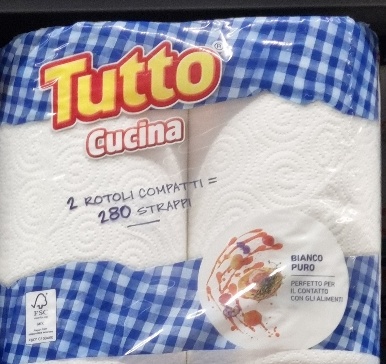 Tutto®
Cucina
2 ROTOLI COMPATTI =
280 STRAPPI
BIANCO
PURO
PERFETTO PER
IL CONTATTO
CON GLI ALIMENTI
FSC